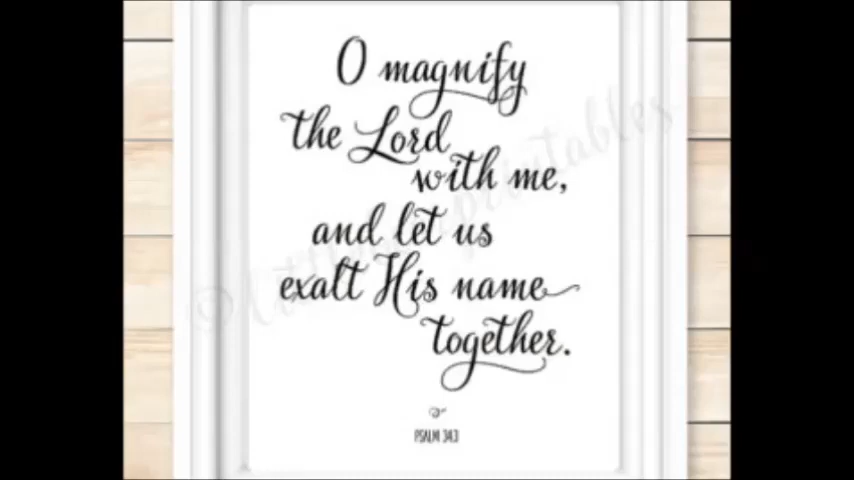 O magnify
the Lord
with me,
and let us
exalt His name
together.
PSALM 34:3